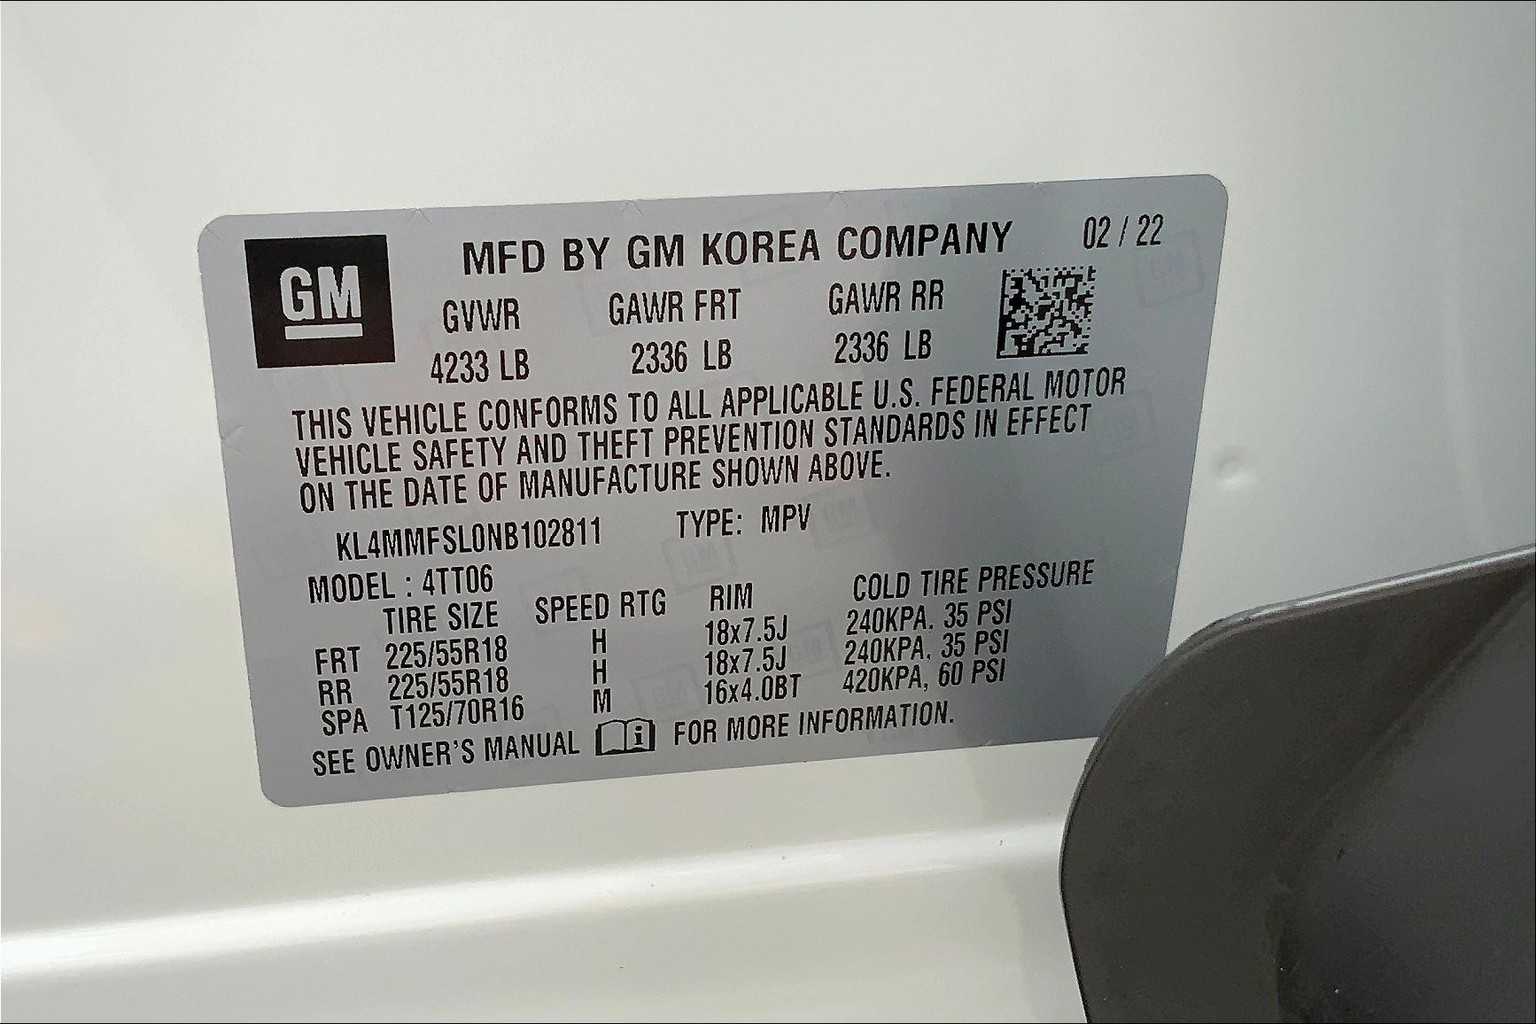 GM
MFD BY GM KOREA COMPANY 02 / 22
GVWR GAWR FRT GAWR RR
4233 LB 2336 LB 2336 LB
THIS VEHICLE CONFORMS TO ALL APPLICABLE U.S. FEDERAL MOTOR
VEHICLE SAFETY AND THEFT PREVENTION STANDARDS IN EFFECT
ON THE DATE OF MANUFACTURE SHOWN ABOVE.
KL4MMFSL0NB102811 TYPE: MPV
MODEL : 4TT06
TIRE SIZE SPEED RTG RIM COLD TIRE PRESSURE
FRT 225/55R18 H 18x7.5J 240KPA. 35 PSI
RR 225/55R18 H 18x7.5J 240KPA, 35 PSI
SPA T125/70R16 M 16x4.0BT 420KPA, 60 PSI
SEE OWNER'S MANUAL i FOR MORE INFORMATION.